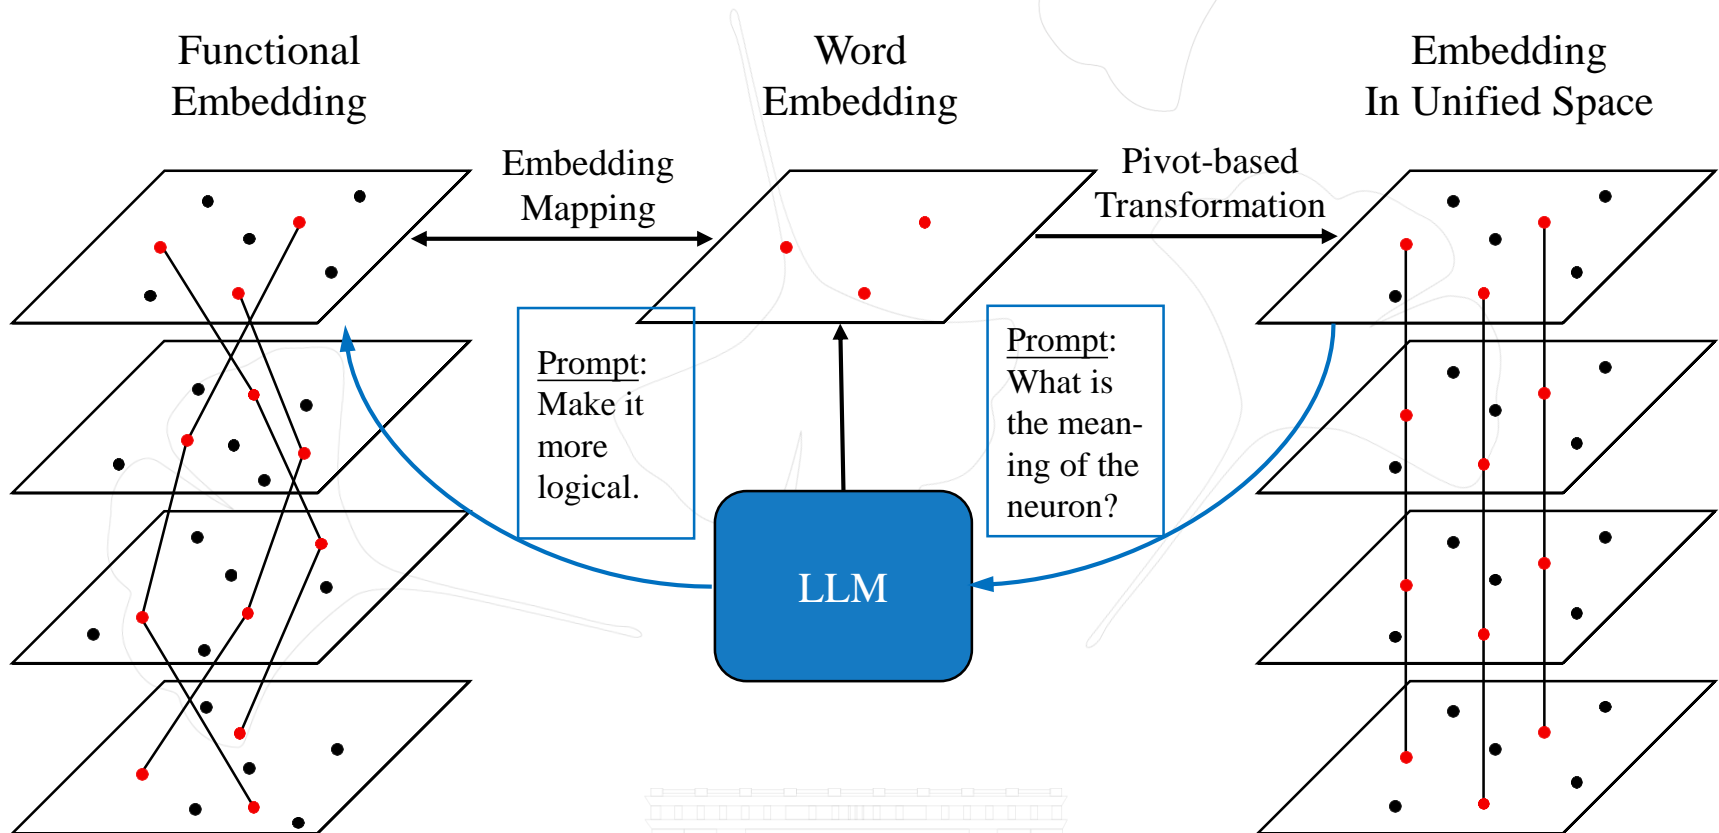 Functional
Embedding
Word
Embedding
Embedding
In Unified Space
Embedding
Mapping
Pivot-based
Transformation
Prompt:
Make it
more
logical.
Prompt:
What is
the mean-
ing of the
neuron?
LLM